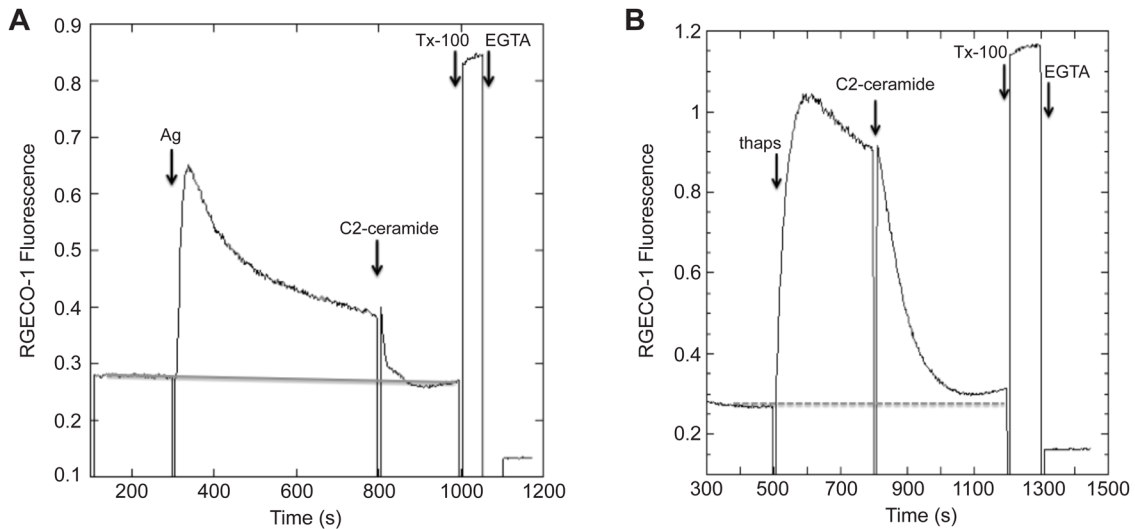 A
RGECO-1 Fluorescence
0.9
0.8
0.7
0.6
0.5
0.4
0.3
0.2
0.1
Ag
C2-ceramide
Tx-100
EGTA
200 400 600 800 1000 1200
Time (s)
B
RGECO-1 Fluorescence
1.2
1
0.8
0.6
0.4
0.2
thaps
C2-ceramide
Tx-100
EGTA
300 500 700 900 1100 1300 1500
Time (s)